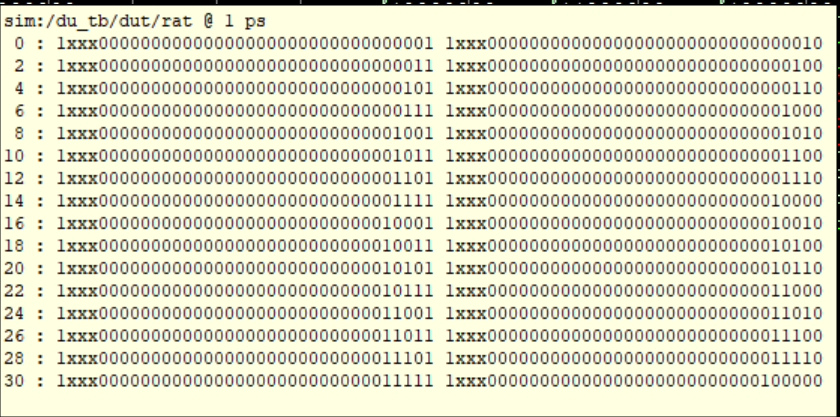 sim:/du_tb/dut/rat @ 1 ps
0 : 1xxx00000000000000000000000000000001 1xxx00000000000000000000000000000010
2 : 1xxx00000000000000000000000000000011 1xxx00000000000000000000000000000100
4 : 1xxx00000000000000000000000000000101 1xxx00000000000000000000000000000110
6 : 1xxx00000000000000000000000000000111 1xxx00000000000000000000000000001000
8 : 1xxx00000000000000000000000000001001 1xxx00000000000000000000000000001010
10 : 1xxx00000000000000000000000000001011 1xxx00000000000000000000000000001100
12 : 1xxx00000000000000000000000000001101 1xxx00000000000000000000000000001110
14 : 1xxx00000000000000000000000000001111 1xxx00000000000000000000000000010000
16 : 1xxx00000000000000000000000000010001 1xxx00000000000000000000000000010010
18 : 1xxx00000000000000000000000000010011 1xxx00000000000000000000000000010100
20 : 1xxx00000000000000000000000000010101 1xxx00000000000000000000000000010110
22 : 1xxx00000000000000000000000000010111 1xxx00000000000000000000000000011000
24 : 1xxx00000000000000000000000000011001 1xxx00000000000000000000000000011010
26 : 1xxx00000000000000000000000000011011 1xxx00000000000000000000000000011100
28 : 1xxx00000000000000000000000000011101 1xxx00000000000000000000000000011110
30 : 1xxx00000000000000000000000000011111 1xxx00000000000000000000000000100000